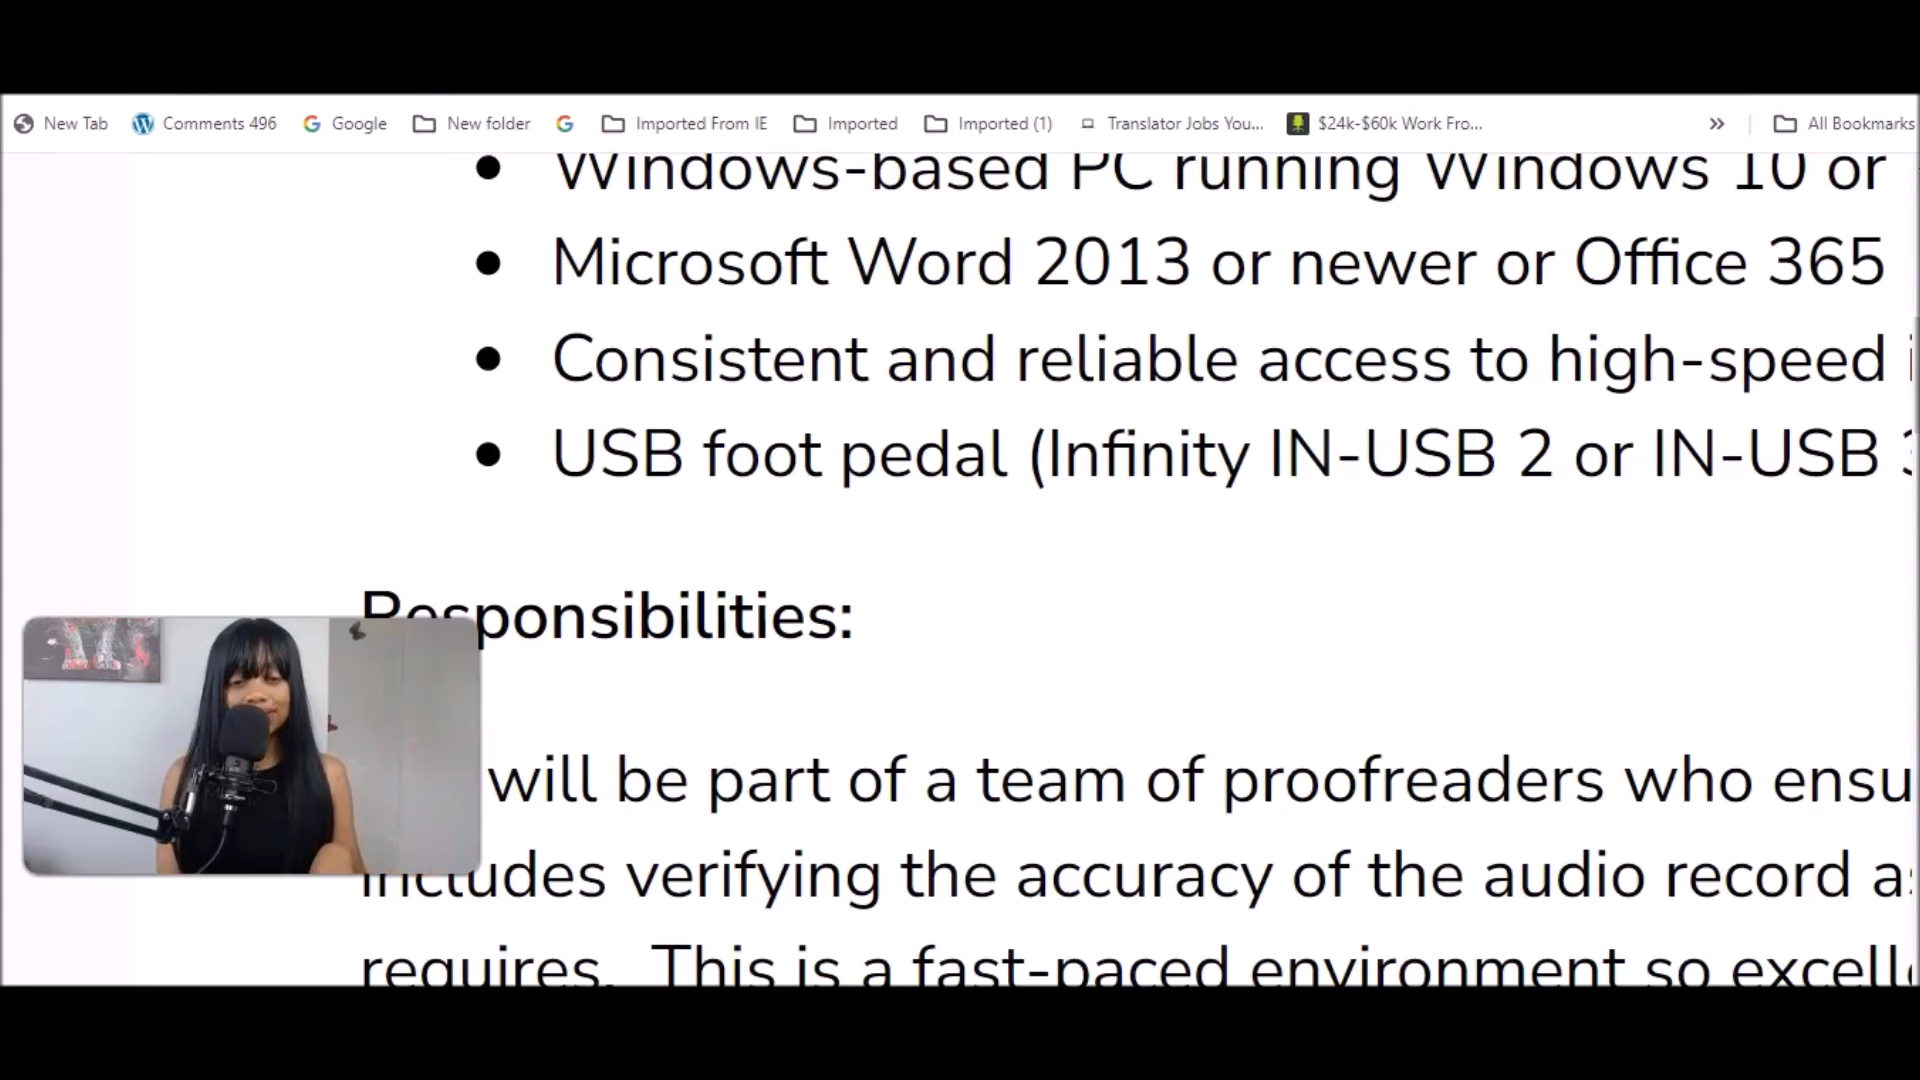 New Tab Comments 496 Google New folder Imported From IE Imported Imported (1) Translator Jobs You... $24k-$60k Work Fro... » All Bookmarks
• Windows-based PC running Windows 10 or
• Microsoft Word 2013 or newer or Office 365
• Consistent and reliable access to high-speed
• USB foot pedal (Infinity IN-USB 2 or IN-USB
Responsibilities:
will be part of a team of proofreaders who ensu
includes verifying the accuracy of the audio record as
requires. This is a fast-paced environment so excelle